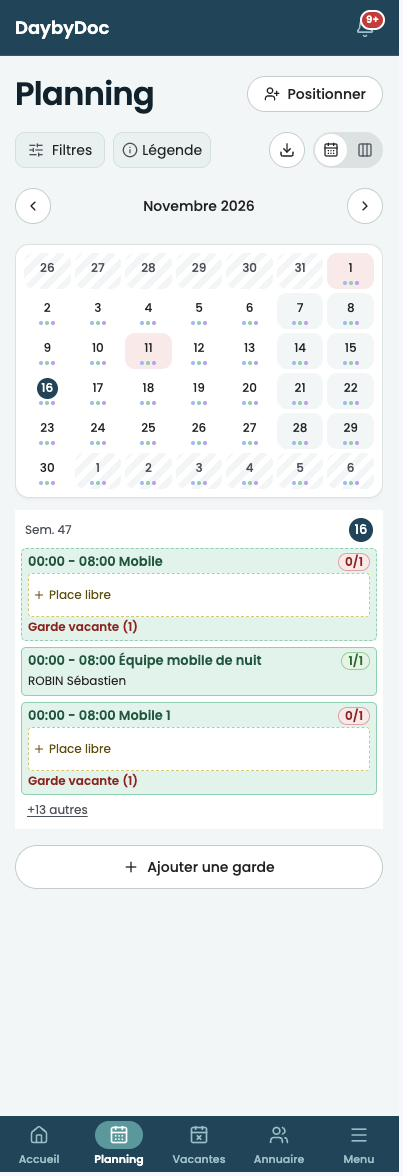 DaybyDoc
9+
Planning
Positionner
Filtres
Légende
Novembre 2026
26 27 28 29 30 31 1
2 3 4 5 6 7 8
9 10 11 12 13 14 15
16 17 18 19 20 21 22
23 24 25 26 27 28 29
30 1 2 3 4 5 6
Sem. 47 16
00:00 - 08:00 Mobile 0/1
+ Place libre
Garde vacante (1)
00:00 - 08:00 Équipe mobile de nuit 1/1
ROBIN Sébastien
00:00 - 08:00 Mobile 1 0/1
+ Place libre
Garde vacante (1)
+13 autres
+ Ajouter une garde
Accueil Planning Vacantes Annuaire Menu